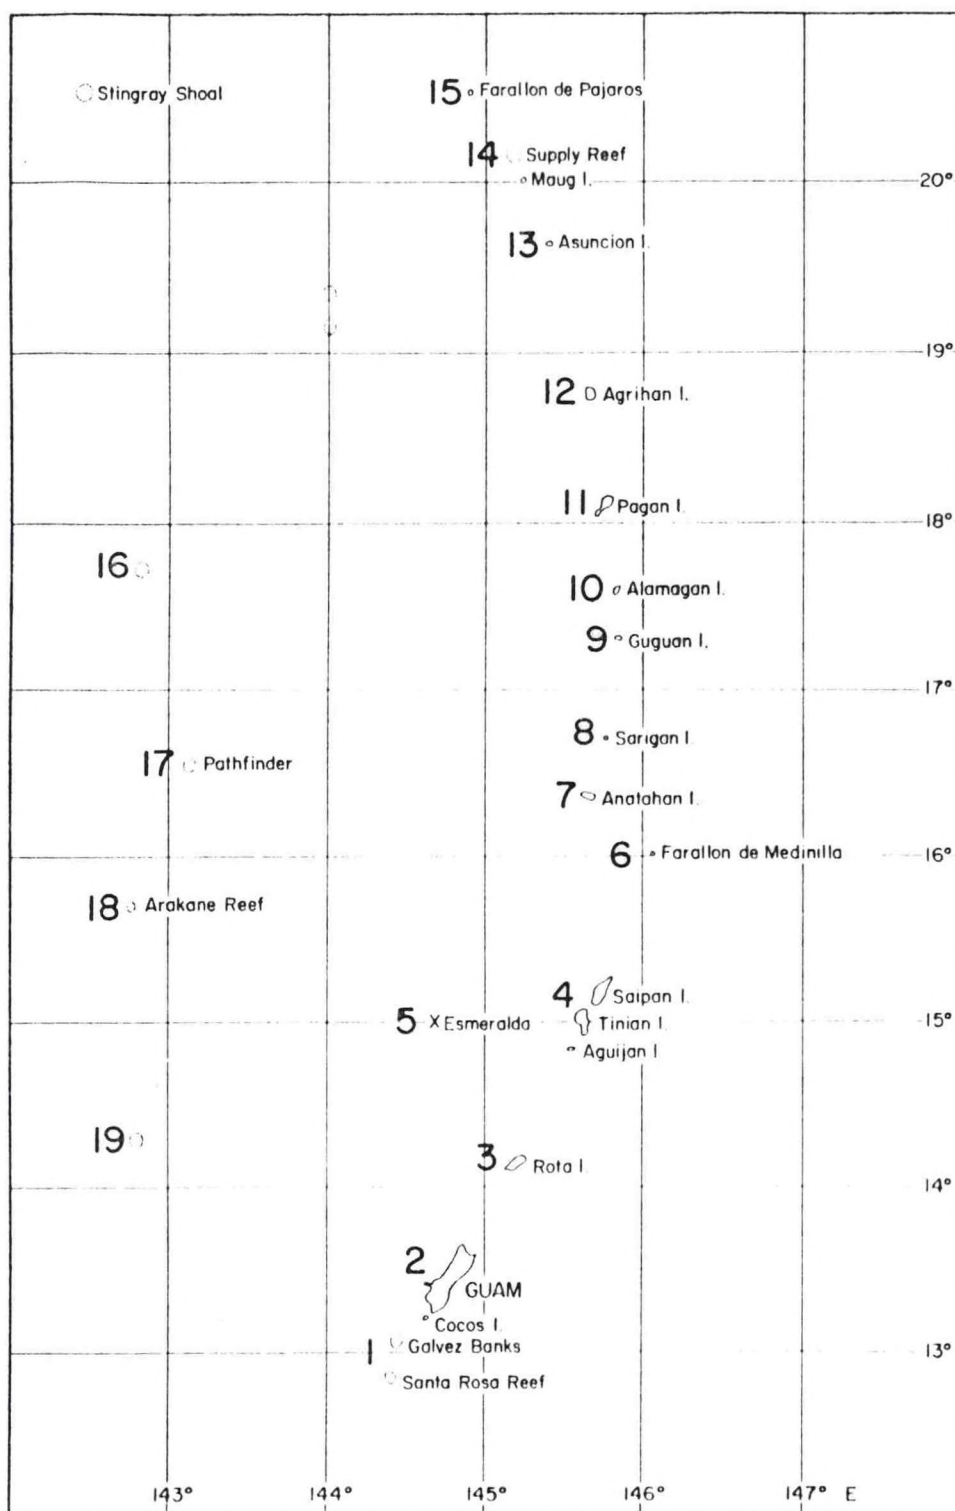 Stingray Shoal
15 Farallon de Pajaros
14 Supply Reef
Maug I.
20°
13 Asuncion I.
19°
12 Agrihan I.
11 Pagan I.
18°
16
10 Alamagan I.
9 Guguan I.
17°
8 Sarigan I.
17 Pathfinder
7 Anatahan I.
6 Farallon de Medinilla
16°
18 Arakane Reef
4 Saipan I.
5 X Esmeralda
Tinian I.
15°
Aguijan I
19
3 Rota I.
14°
2
GUAM
Cocos I.
1 Galvez Banks
13°
Santa Rosa Reef
143° 144° 145° 146° 147° E